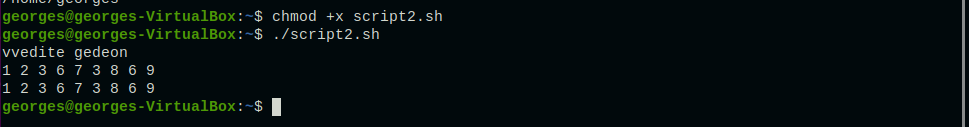 /home/georges
georges@georges-VirtualBox:~$ chmod +x script2.sh
georges@georges-VirtualBox:~$ ./script2.sh
vvedite gedeon
1 2 3 6 7 3 8 6 9
1 2 3 6 7 3 8 6 9
georges@georges-VirtualBox:~$